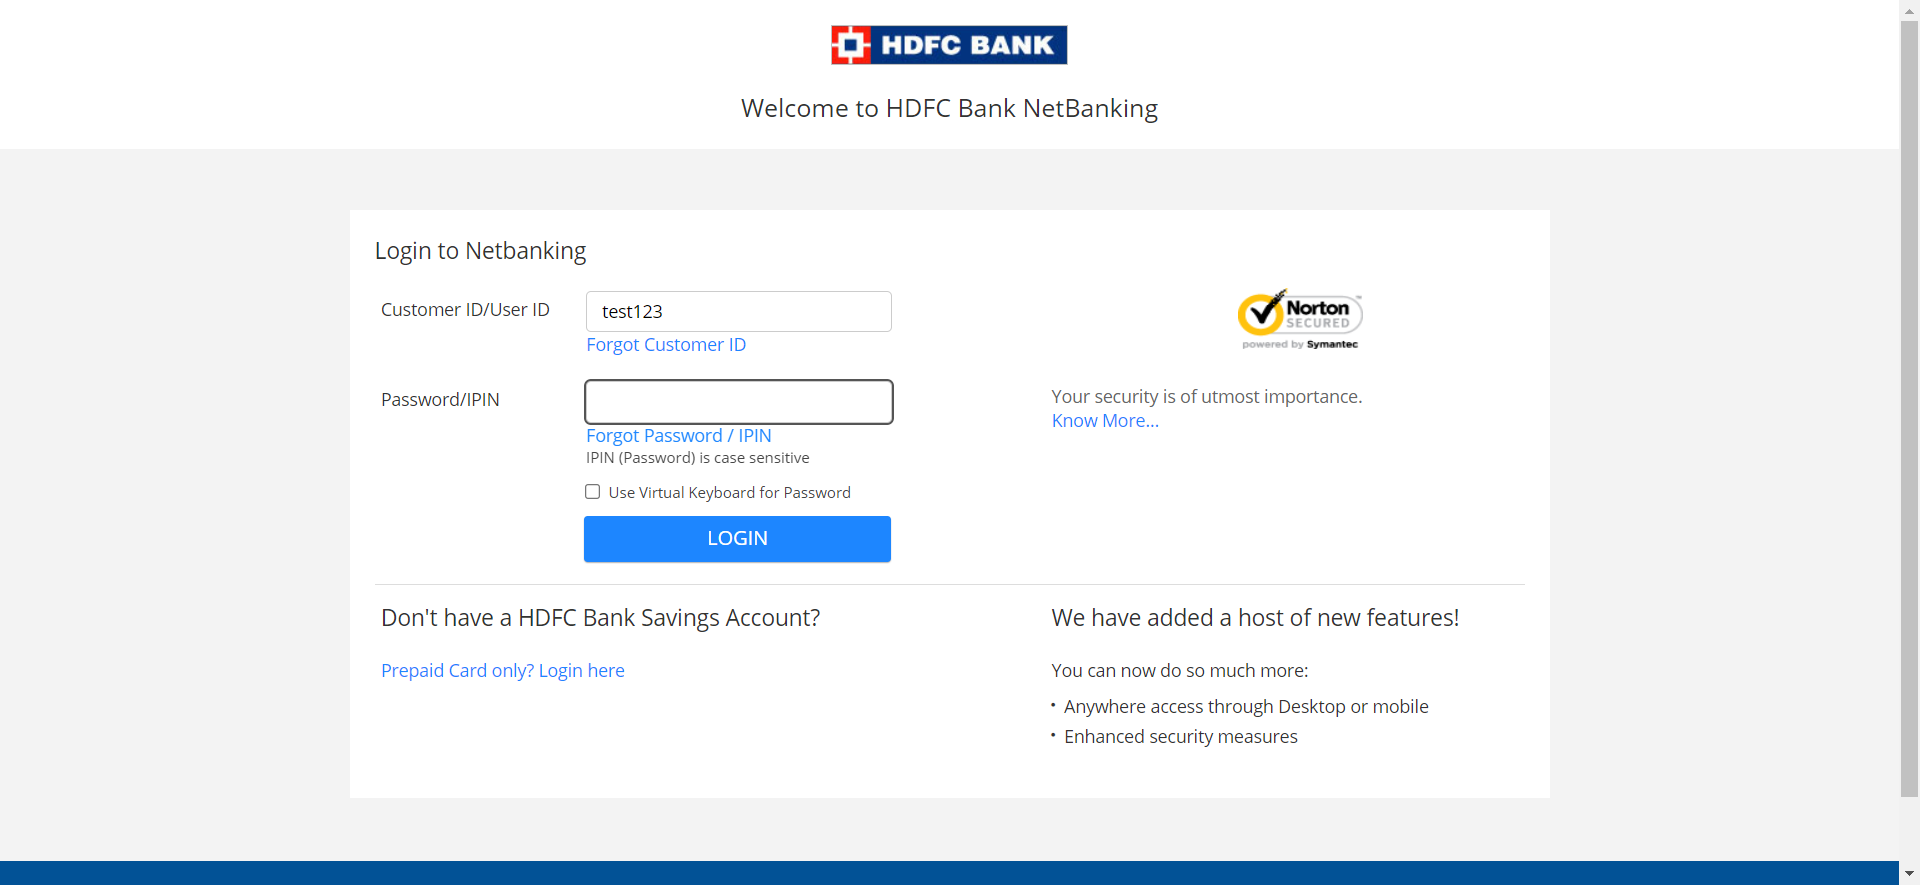 HDFC BANK
Welcome to HDFC Bank NetBanking
Login to Netbanking
Customer ID/User ID
test123
Forgot Customer ID
Password/IPIN
Forgot Password / IPIN
IPIN (Password) is case sensitive
Use Virtual Keyboard for Password
LOGIN
Norton
SECURED
powered by Symantec
Your security is of utmost importance.
Know More...
Don't have a HDFC Bank Savings Account?
Prepaid Card only? Login here
We have added a host of new features!
You can now do so much more:
• Anywhere access through Desktop or mobile
• Enhanced security measures